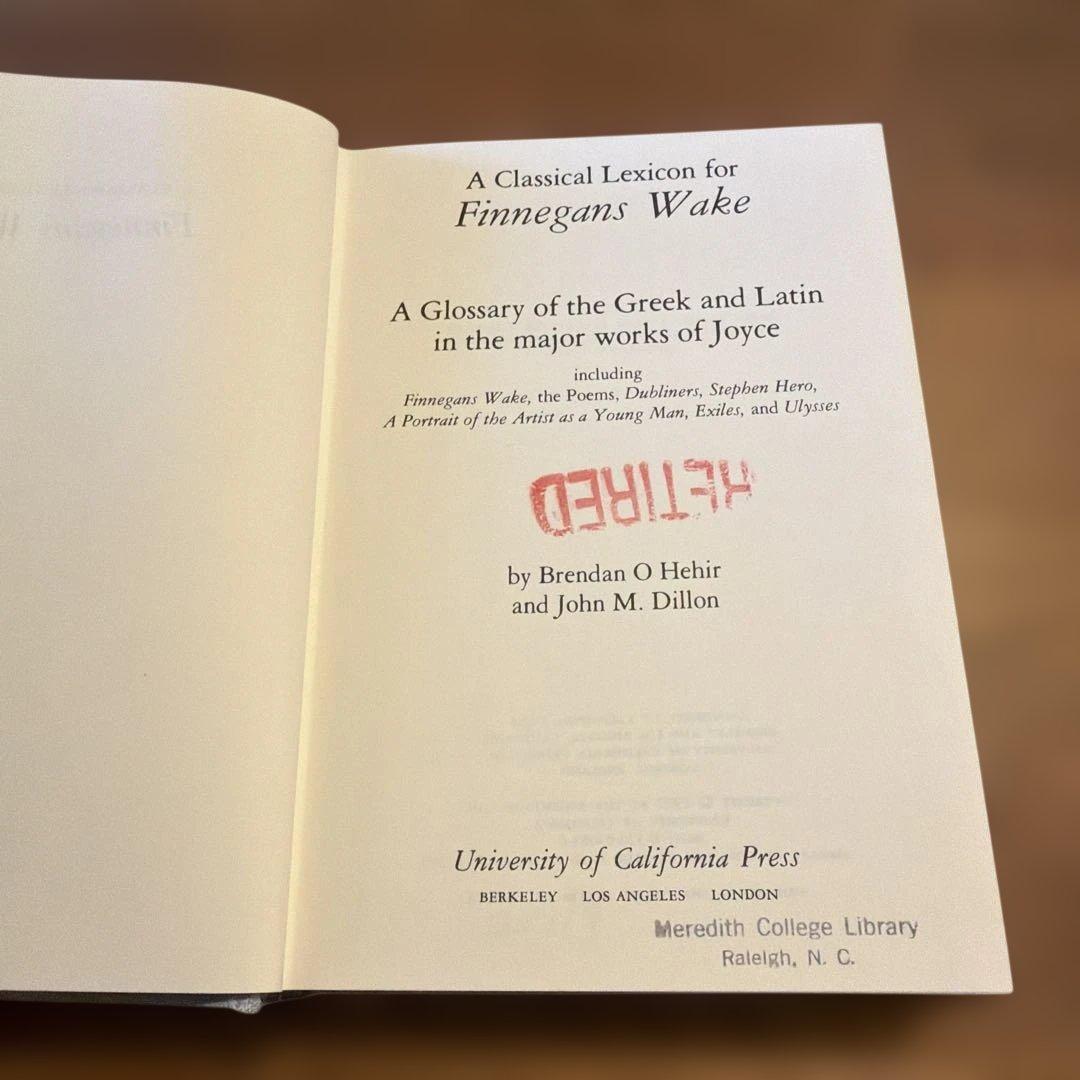 A Classical Lexicon for
Finnegans Wake
A Glossary of the Greek and Latin
in the major works of Joyce
including
Finnegans Wake, the Poems, Dubliners, Stephen Hero,
A Portrait of the Artist as a Young Man, Exiles, and Ulysses
RETIRED
by Brendan O Hehir
and John M. Dillon
University of California Press
BERKELEY LOS ANGELES LONDON
Meredith College Library
Raleigh, N. C.